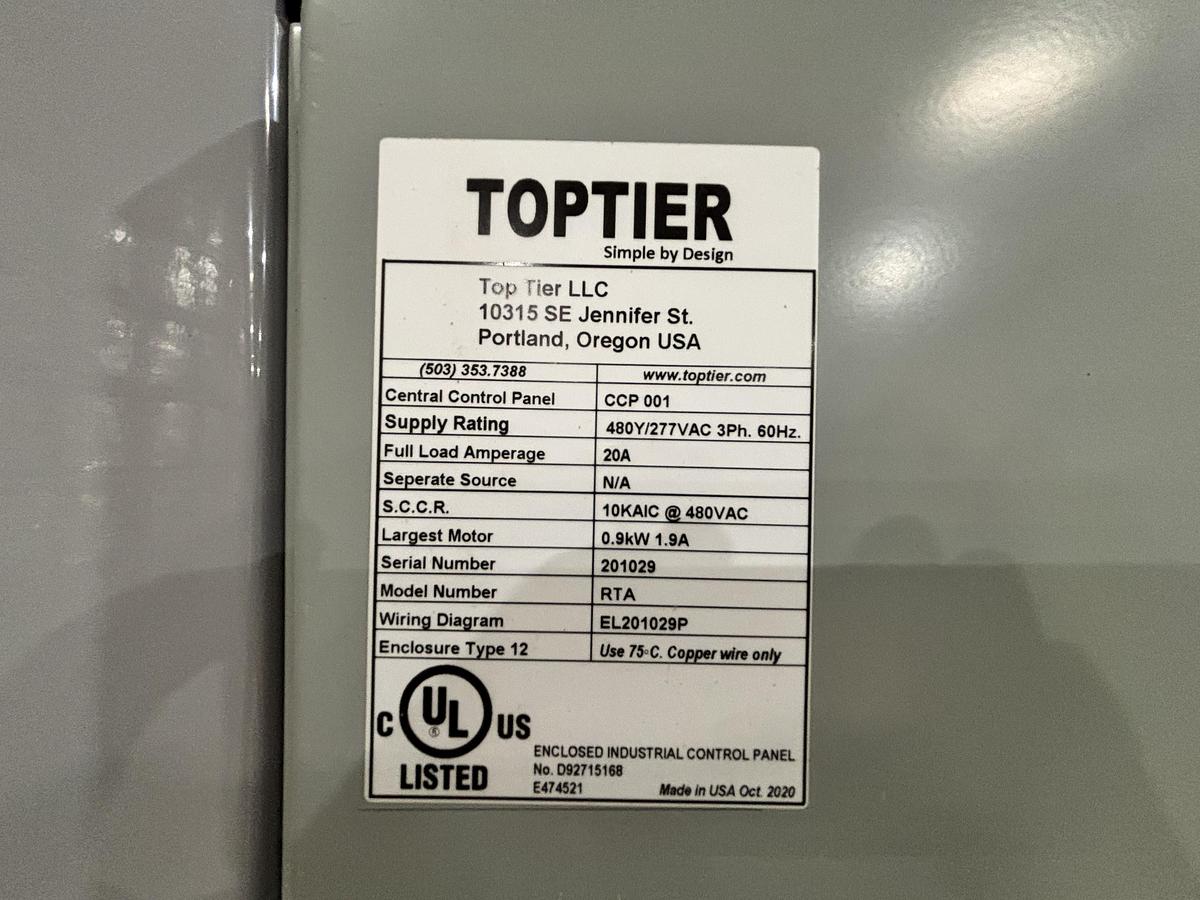 TOPTIER
Simple by Design
Top Tier LLC
10315 SE Jennifer St.
Portland, Oregon USA
(503) 353.7388 www.toptier.com
Central Control Panel CCP 001
Supply Rating 480Y/277VAC 3Ph. 60Hz.
Full Load Amperage 20A
Seperate Source N/A
S.C.C.R. 10KAIC @ 480VAC
Largest Motor 0.9kW 1.9A
Serial Number 201029
Model Number RTA
Wiring Diagram EL201029P
Enclosure Type 12 Use 75◦C. Copper wire only
C UL ® US
LISTED
ENCLOSED INDUSTRIAL CONTROL PANEL
No. D92715168
E474521 Made in USA Oct. 2020